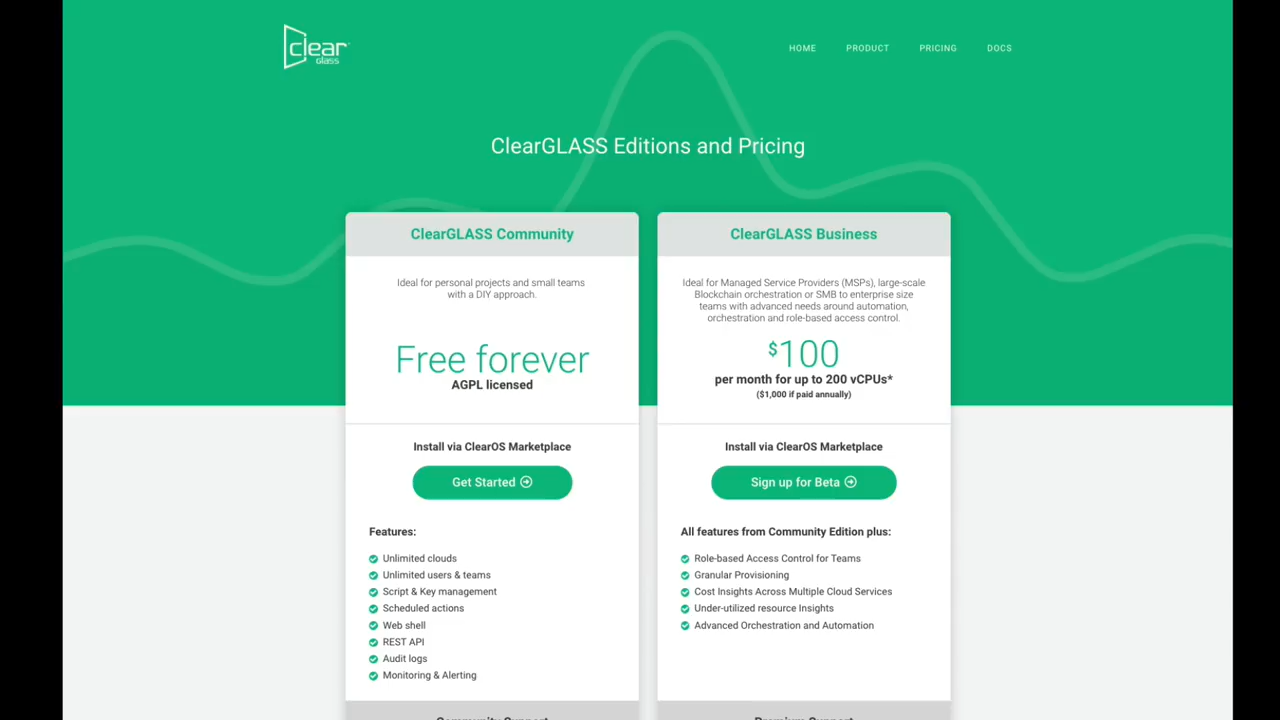 clear
GLASS
HOME PRODUCT PRICING DOCS
ClearGLASS Editions and Pricing
ClearGLASS Community
Ideal for personal projects and small teams
with a DIY approach.
Free forever
AGPL licensed
Install via ClearOS Marketplace
Get Started
Features:
Unlimited clouds
Unlimited users & teams
Script & Key management
Scheduled actions
Web shell
REST API
Audit logs
Monitoring & Alerting
Community Support
ClearGLASS Business
Ideal for Managed Service Providers (MSPs), large-scale
Blockchain orchestration or SMB to enterprise size
teams with advanced needs around automation,
orchestration and role-based access control.
$100
per month for up to 200 vCPUs*
($1,000 if paid annually)
Install via ClearOS Marketplace
Sign up for Beta
All features from Community Edition plus:
Role-based Access Control for Teams
Granular Provisioning
Cost Insights Across Multiple Cloud Services
Under-utilized resource Insights
Advanced Orchestration and Automation
Premium Support